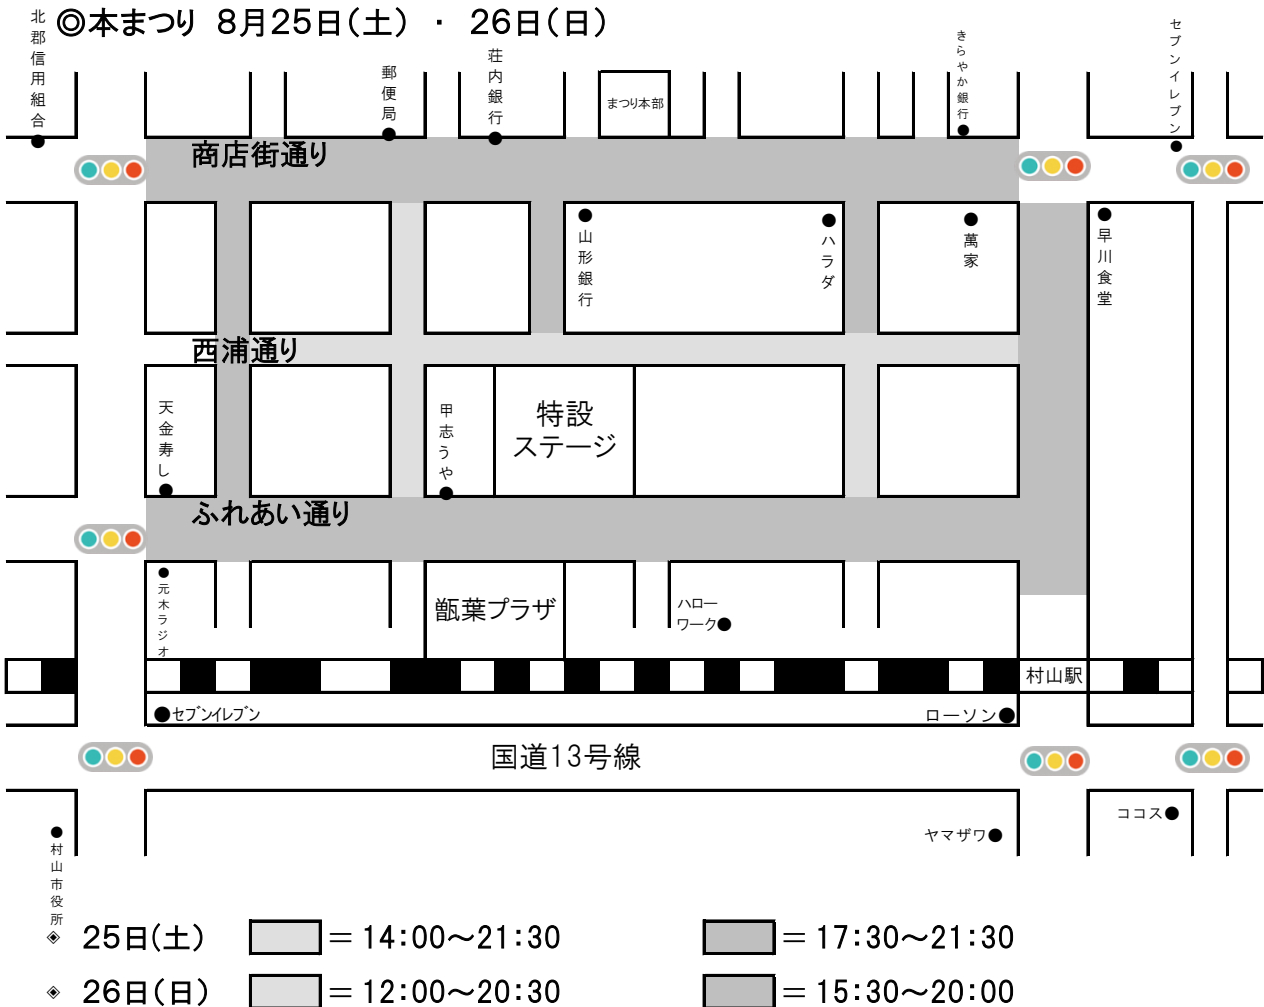 ◎本まつり 8月25日(土) ・ 26日(日)
北郡信用組合
郵便局
荘内銀行
まつり本部
きらやか銀行
セブンイレブン
商店街通り
山形銀行
ハラダ
萬家
早川食堂
西浦通り
天金寿し
甲志うや
特設
ステージ
ふれあい通り
元木ラジオ
甑葉プラザ
ハロー
ワーク
村山駅
セブンイレブン
ローソン
国道13号線
村山市役所
ヤマザワ
ココス
◈ 25日(土) = 14:00～21:30 = 17:30～21:30
◈ 26日(日) = 12:00～20:30 = 15:30～20:00